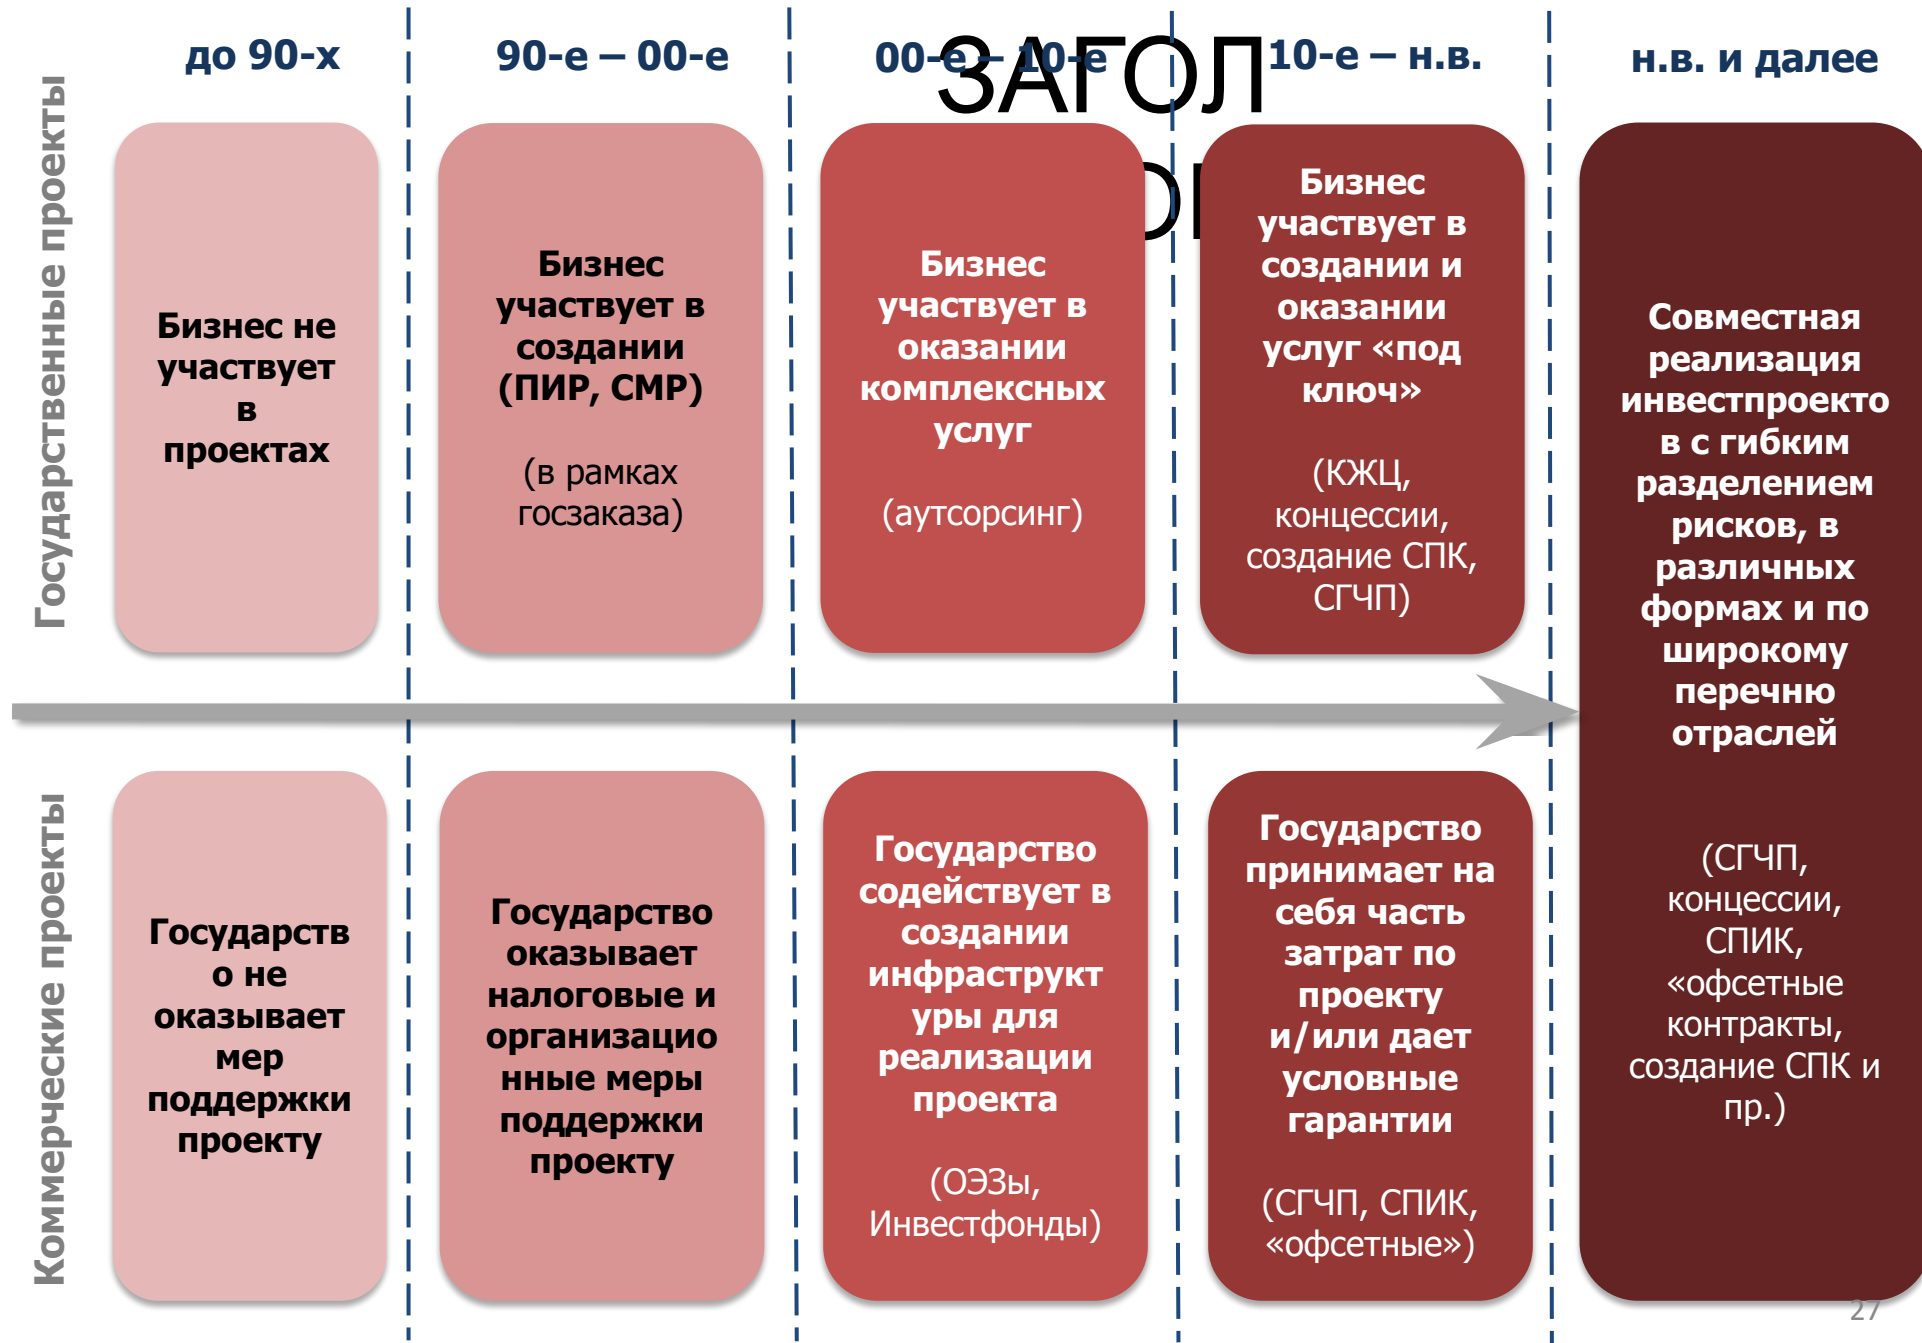 до 90-х
90-е – 00-е
00-е – 10-е
10-е – н.в.
н.в. и далее
ЗАГОЛ
Государственные проекты
Бизнес не
участвует
в
проектах
Бизнес
участвует в
создании
(ПИР, СМР)
(в рамках
госзаказа)
Бизнес
участвует в
оказании
комплексных
услуг
(аутсорсинг)
Бизнес
участвует в
создании и
оказании
услуг «под
ключ»
(КЖЦ,
концессии,
создание СПК,
СГЧП)
Совместная
реализация
инвестпроекто
в с гибким
разделением
рисков, в
различных
формах и по
широкому
перечню
отраслей
(СГЧП,
концессии,
СПИК,
«офсетные
контракты,
создание СПК и
пр.)
Коммерческие проекты
Государств
о не
оказывает
мер
поддержки
проекту
Государство
оказывает
налоговые и
организацио
нные меры
поддержки
проекту
Государство
содействует в
создании
инфраструкт
уры для
реализации
проекта
(ОЭЗы,
Инвестфонды)
Государство
принимает на
себя часть
затрат по
проекту
и/или дает
условные
гарантии
(СГЧП, СПИК,
«офсетные»)
27